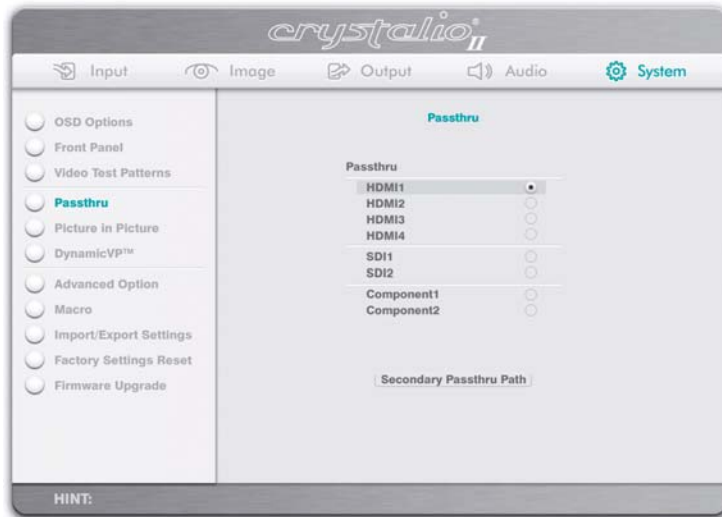 crystalio® II
Input Image Output Audio System
OSD Options
Front Panel
Video Test Patterns
Passthru
Picture in Picture
DynamicVP™
Advanced Option
Macro
Import/Export Settings
Factory Settings Reset
Firmware Upgrade
Passthru
Passthru
HDMI1
HDMI2
HDMI3
HDMI4
SDI1
SDI2
Component1
Component2
Secondary Passthru Path
HINT: